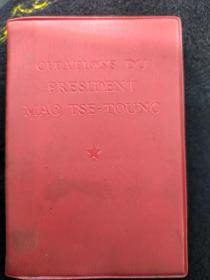 CITATIONS DU
PRESIDENT
MAO TSE-TOUNG